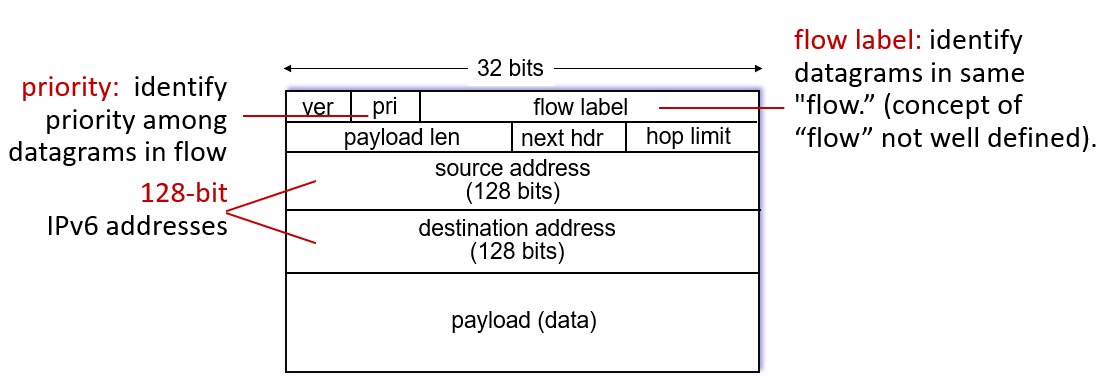 32 bits
ver pri flow label
payload len next hdr hop limit
source address
(128 bits)
destination address
(128 bits)
payload (data)
priority: identify
priority among
datagrams in flow
128-bit
IPv6 addresses
flow label: identify
datagrams in same
"flow.” (concept of
“flow” not well defined).